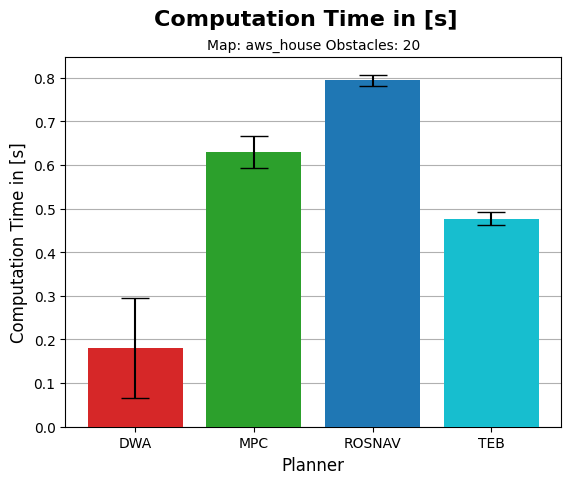 Computation Time in [s]
Map: aws_house Obstacles: 20
Computation Time in [s]
0.8
0.7
0.6
0.5
0.4
0.3
0.2
0.1
0.0
DWA MPC ROSNAV TEB
Planner